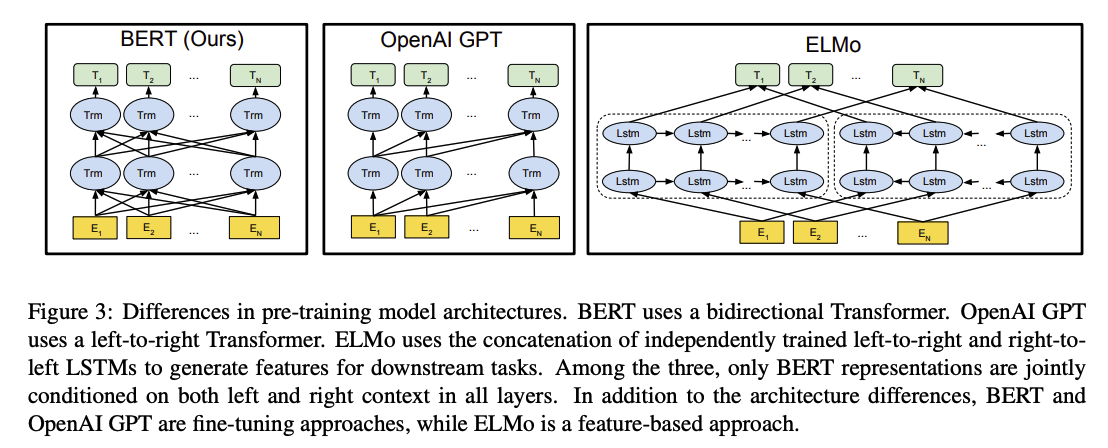 BERT (Ours)
T1 T2 ... TN
Trm Trm ... Trm
Trm Trm ... Trm
E1 E2 ... EN
OpenAI GPT
T1 T2 ... TN
Trm Trm ... Trm
Trm Trm ... Trm
E1 E2 ... EN
ELMo
T1 T2 ... TN
Lstm Lstm ... Lstm Lstm Lstm ... Lstm
Lstm Lstm ... Lstm Lstm Lstm ... Lstm
E1 E2 ... EN
Figure 3: Differences in pre-training model architectures. BERT uses a bidirectional Transformer. OpenAI GPT
uses a left-to-right Transformer. ELMo uses the concatenation of independently trained left-to-right and right-to-
left LSTMs to generate features for downstream tasks. Among the three, only BERT representations are jointly
conditioned on both left and right context in all layers. In addition to the architecture differences, BERT and
OpenAI GPT are fine-tuning approaches, while ELMo is a feature-based approach.